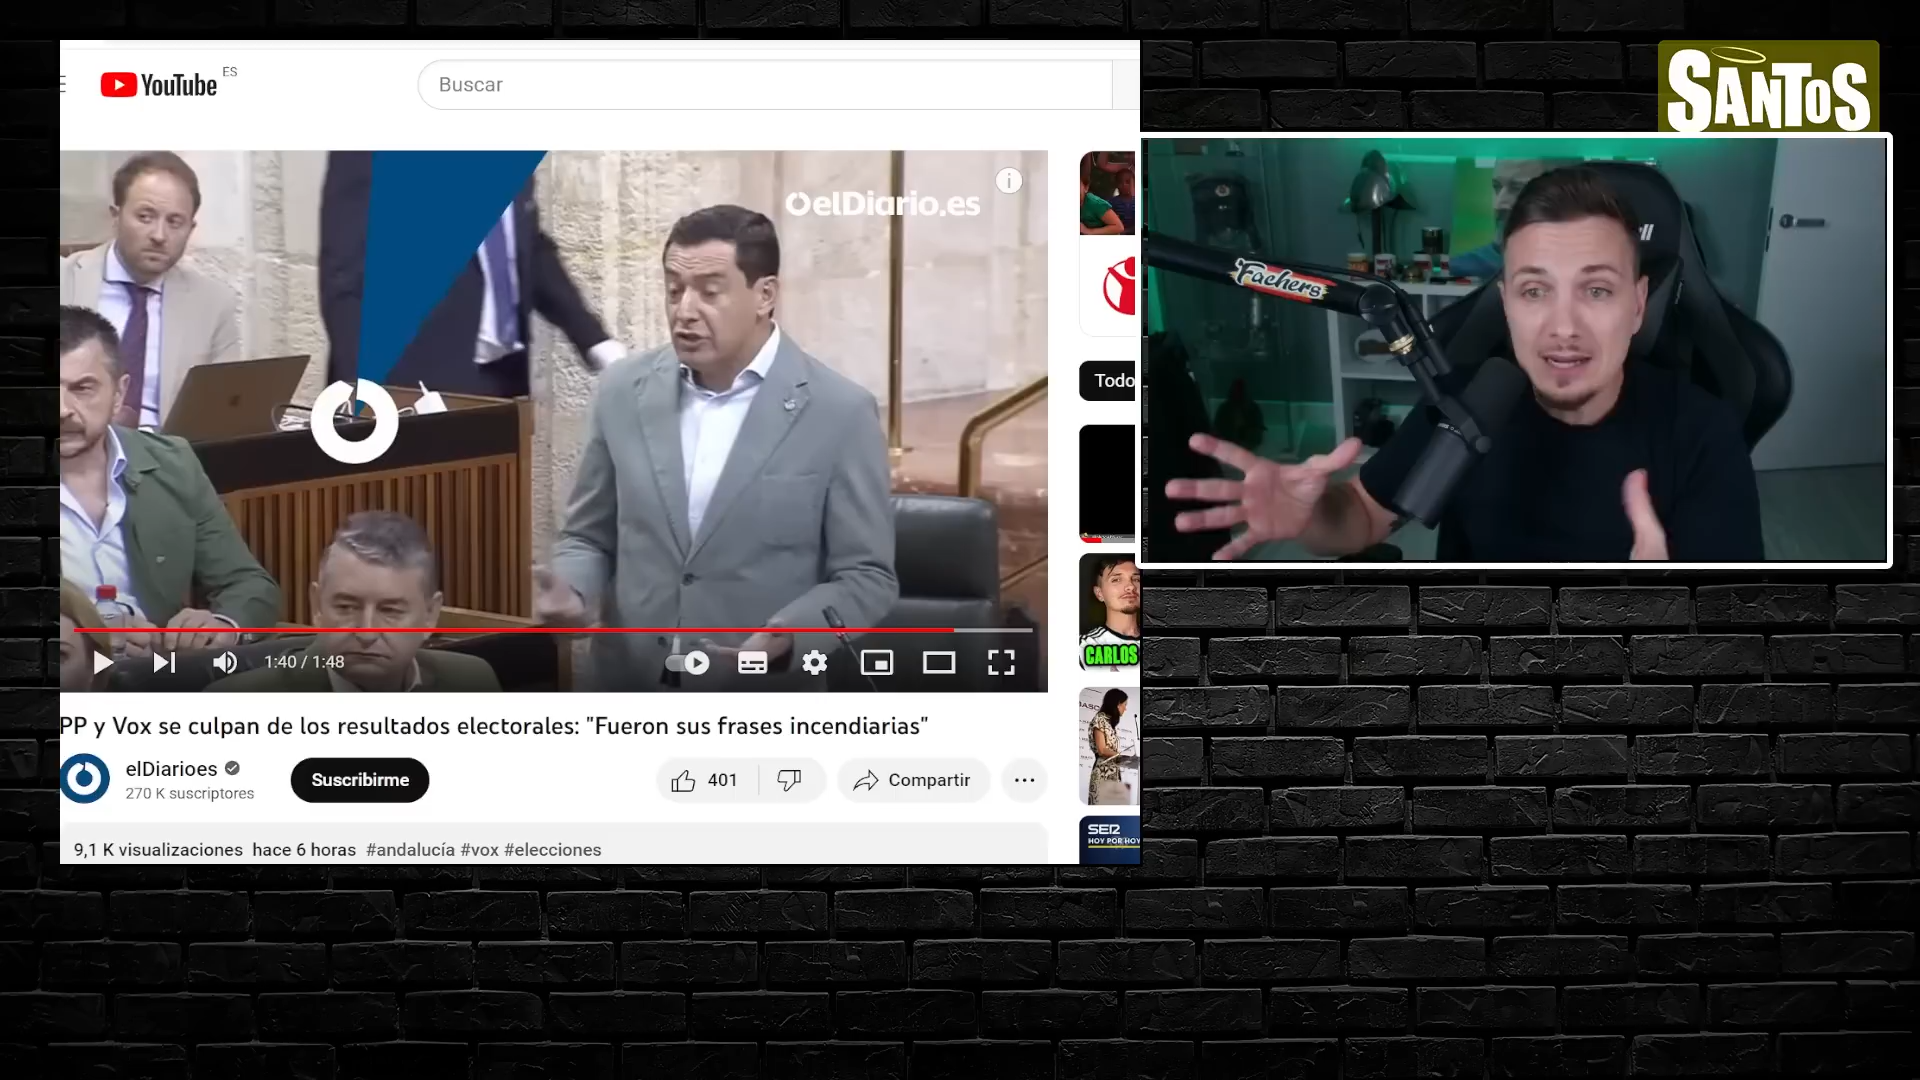 YouTube ES
Buscar
SANTOS
elDiario.es
Fachers
Todo
1:40 / 1:48
CARLOS
PP y Vox se culpan de los resultados electorales: "Fueron sus frases incendiarias"
elDiarioes
270 K suscriptores
Suscribirme
401
Compartir
SER
HOY POR HOY
9,1 K visualizaciones hace 6 horas #andalucía #vox #elecciones